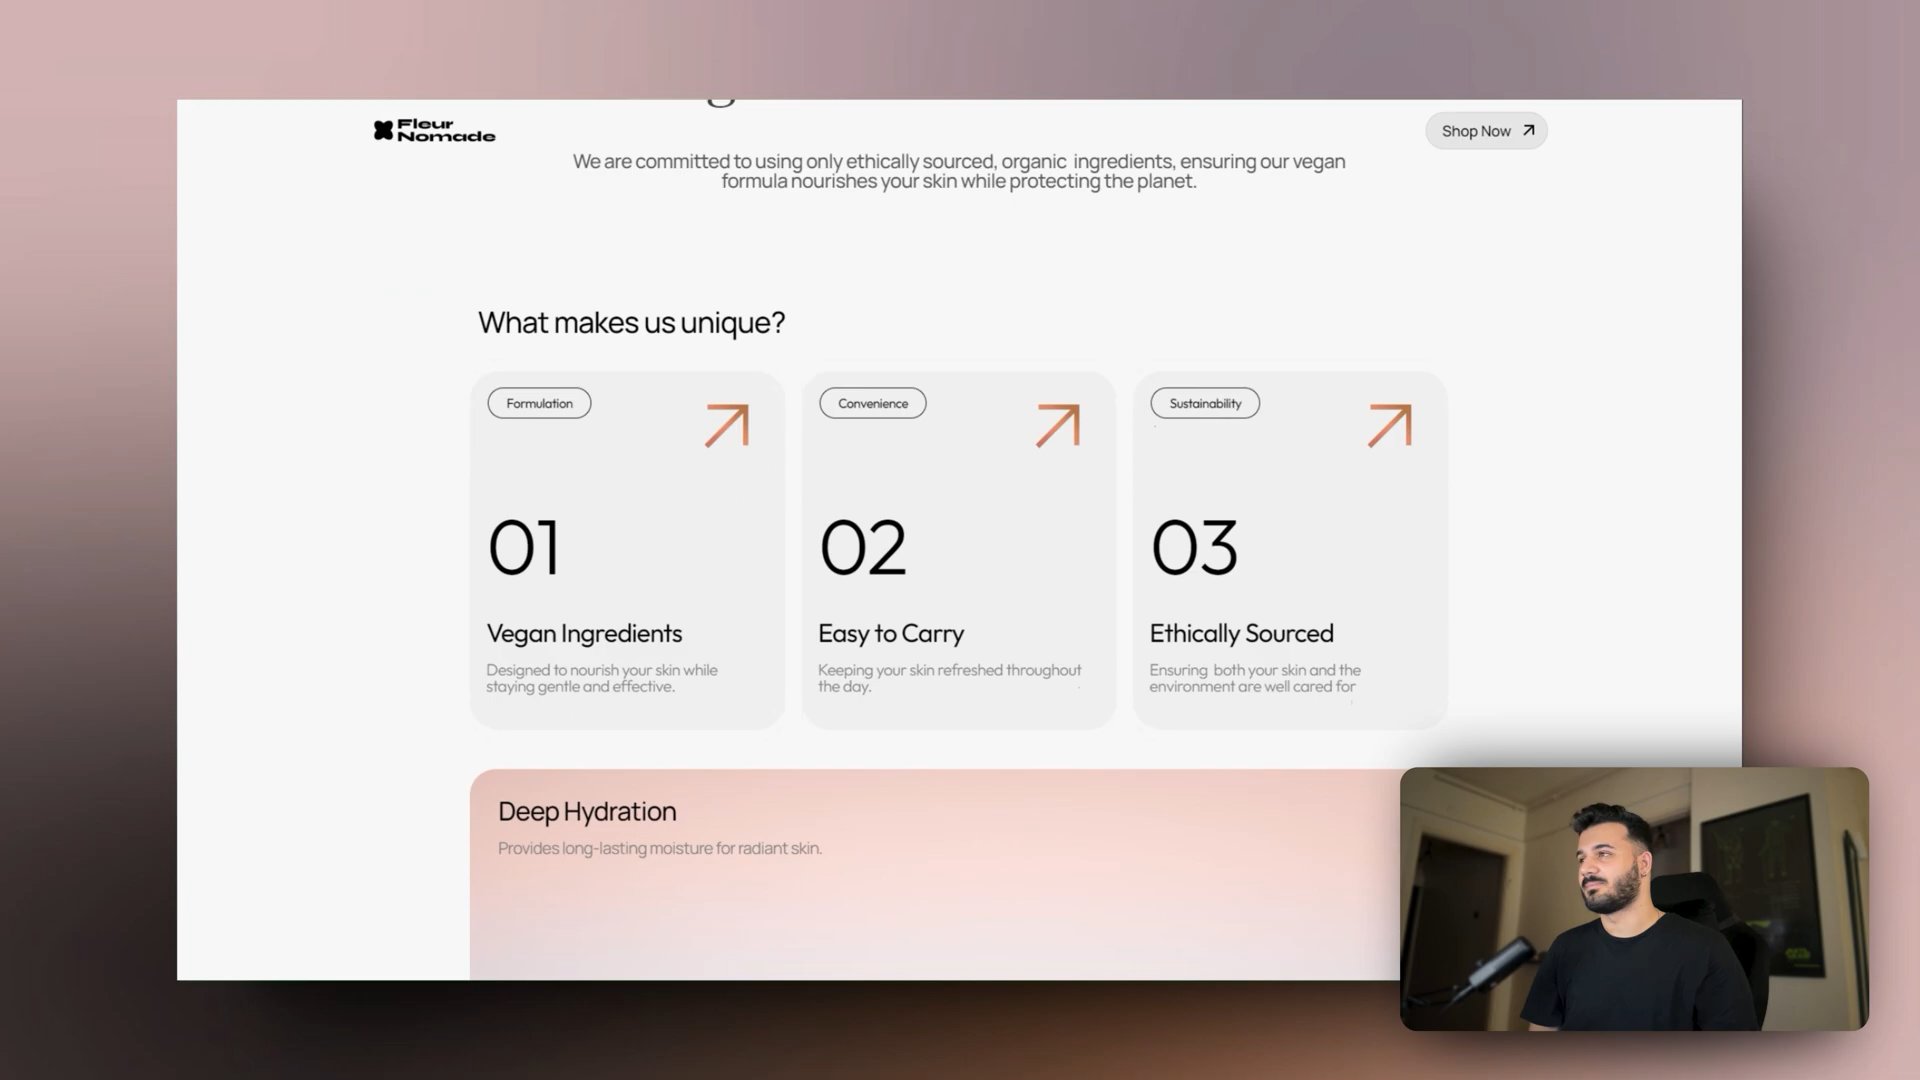 Fleur
Nomade
Shop Now
We are committed to using only ethically sourced, organic ingredients, ensuring our vegan
formula nourishes your skin while protecting the planet.
What makes us unique?
Formulation
01
Vegan Ingredients
Designed to nourish your skin while
staying gentle and effective.
Convenience
02
Easy to Carry
Keeping your skin refreshed throughout
the day.
Sustainability
03
Ethically Sourced
Ensuring both your skin and the
environment are well cared for
Deep Hydration
Provides long-lasting moisture for radiant skin.